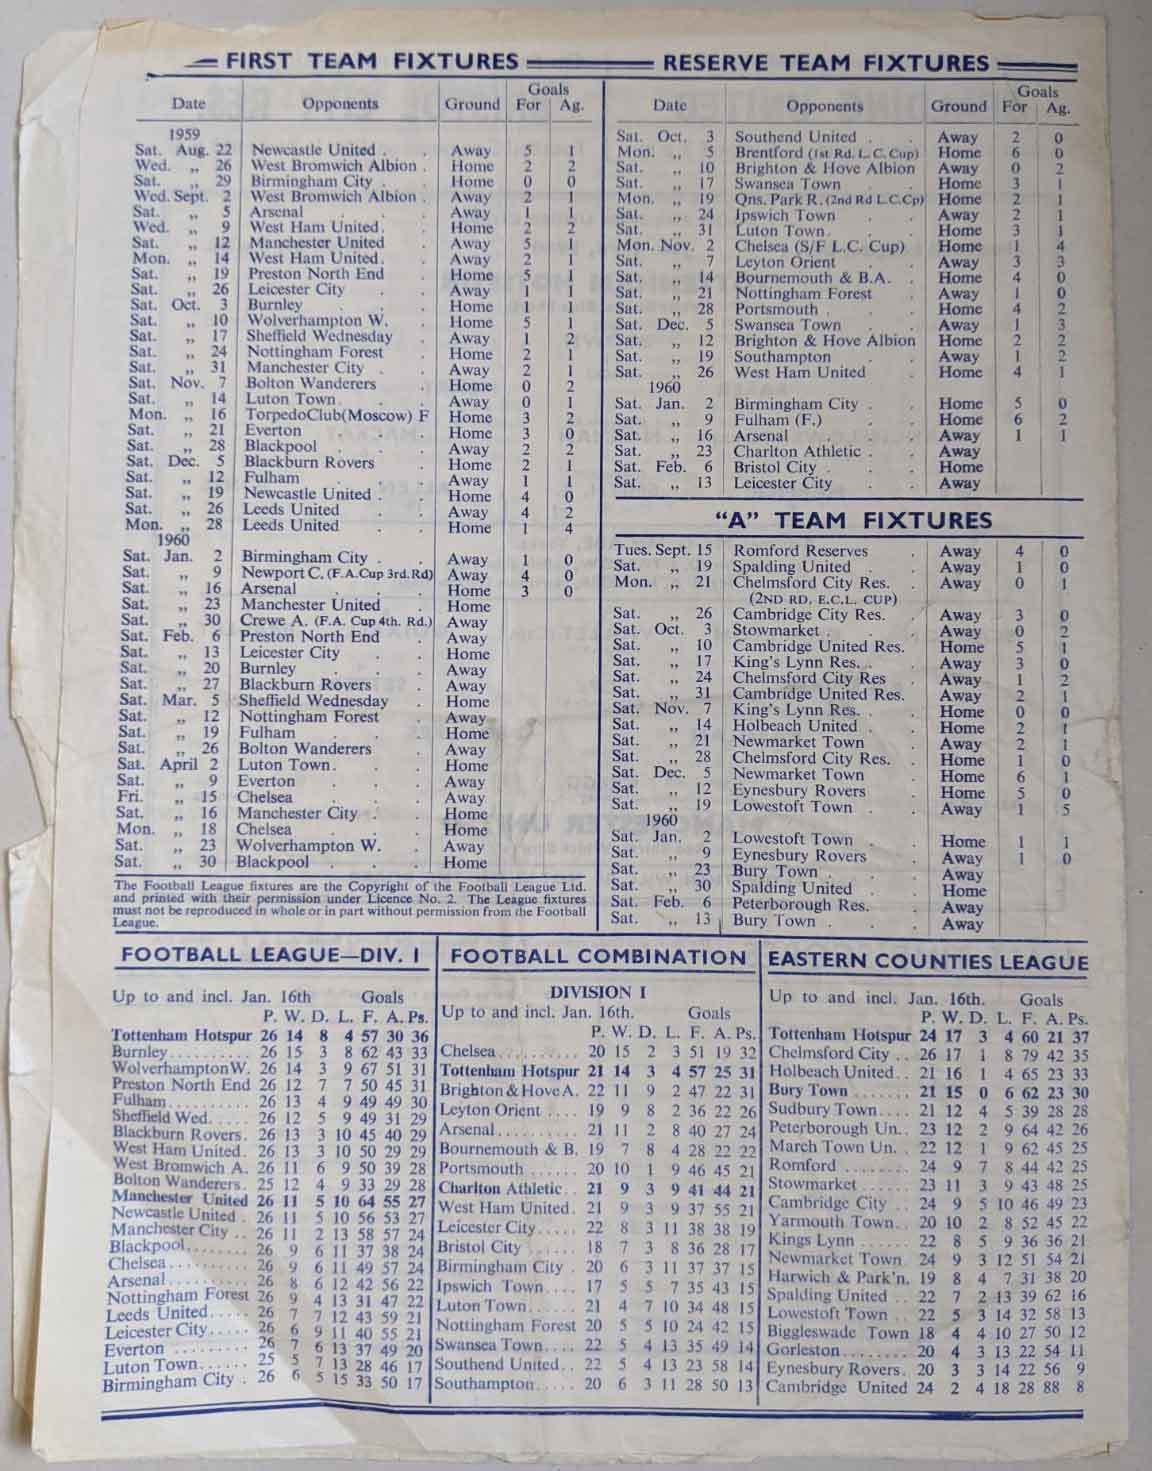 FIRST TEAM FIXTURES
Date Opponents Ground Goals For Ag.
1959
Sat. Aug. 22 Newcastle United . . Away 5 1
Wed. ,, 26 West Bromwich Albion . Home 2 2
Sat. ,, 29 Birmingham City . . Home 0 0
Wed. Sept. 2 West Bromwich Albion . Away 2 1
Sat. ,, 5 Arsenal . . . Away 1 1
Wed. ,, 9 West Ham United. . Home 2 2
Sat. ,, 12 Manchester United . Away 5 1
Mon. ,, 14 West Ham United. . Away 2 1
Sat. ,, 19 Preston North End . Home 5 1
Sat. ,, 26 Leicester City . . Away 1 1
Sat. Oct. 3 Burnley . . . Home 1 1
Sat. ,, 10 Wolverhampton W. . Home 5 1
Sat. ,, 17 Sheffield Wednesday . Away 1 2
Sat. ,, 24 Nottingham Forest . Home 2 1
Sat. ,, 31 Manchester City . . Away 2 1
Sat. Nov. 7 Bolton Wanderers . Home 0 2
Sat. ,, 14 Luton Town. . . Away 0 1
Mon. ,, 16 TorpedoClub(Moscow) F Home 3 2
Sat. ,, 21 Everton . . . Home 3 0
Sat. ,, 28 Blackpool . . . Away 2 2
Sat. Dec. 5 Blackburn Rovers . Home 2 1
Sat. ,, 12 Fulham . . . Away 1 1
Sat. ,, 19 Newcastle United . . Home 4 0
Sat. ,, 26 Leeds United . . Away 4 2
Mon. ,, 28 Leeds United . . Home 1 4
1960
Sat. Jan. 2 Birmingham City . . Away 1 0
Sat. ,, 9 Newport C. (F.A.Cup 3rd.Rd) Away 4 0
Sat. ,, 16 Arsenal . . . Home 3 0
Sat. ,, 23 Manchester United . Home
Sat. ,, 30 Crewe A. (F.A. Cup 4th. Rd.) Away
Sat. Feb. 6 Preston North End . Away
Sat. ,, 13 Leicester City . . Home
Sat. ,, 20 Burnley . . . Away
Sat. ,, 27 Blackburn Rovers . Away
Sat. Mar. 5 Sheffield Wednesday . Home
Sat. ,, 12 Nottingham Forest . Away
Sat. ,, 19 Fulham . . . Home
Sat. ,, 26 Bolton Wanderers . Away
Sat. April 2 Luton Town. . . Home
Sat. ,, 9 Everton . . . Away
Fri. ,, 15 Chelsea . . . Away
Sat. ,, 16 Manchester City . . Home
Mon. ,, 18 Chelsea . . . Home
Sat. ,, 23 Wolverhampton W. . Away
Sat. ,, 30 Blackpool . . . Home
The Football League fixtures are the Copyright of the Football League Ltd.
and printed with their permission under Licence No. 2. The League fixtures
must not be reproduced in whole or in part without permission from the Football
League.
RESERVE TEAM FIXTURES
Date Opponents Ground Goals For Ag.
Sat. Oct. 3 Southend United . . Away 2 0
Mon. ,, 5 Brentford (1st Rd. L.C. Cup) Home 6 0
Sat. ,, 10 Brighton & Hove Albion Away 0 2
Sat. ,, 17 Swansea Town . . Home 3 1
Mon. ,, 19 Qns. Park R. (2nd Rd L.C.Cp) Home 2 1
Sat. ,, 24 Ipswich Town . . Away 2 1
Sat. ,, 31 Luton Town. . . Home 3 1
Mon. Nov. 2 Chelsea (S/F L.C. Cup) Home 1 4
Sat. ,, 7 Leyton Orient . . Away 3 3
Sat. ,, 14 Bournemouth & B.A. . Home 4 0
Sat. ,, 21 Nottingham Forest . Away 1 0
Sat. ,, 28 Portsmouth . . . Home 4 2
Sat. Dec. 5 Swansea Town . . Away 1 3
Sat. ,, 12 Brighton & Hove Albion Home 2 2
Sat. ,, 19 Southampton . . Away 1 2
Sat. ,, 26 West Ham United . Home 4 1
1960
Sat. Jan. 2 Birmingham City . . Home 5 0
Sat. ,, 9 Fulham (F.) . . Home 6 2
Sat. ,, 16 Arsenal . . . Away 1 1
Sat. ,, 23 Charlton Athletic . . Away
Sat. Feb. 6 Bristol City . . . Home
Sat. ,, 13 Leicester City . . Away
"A" TEAM FIXTURES
Tues. Sept. 15 Romford Reserves . Away 4 0
Sat. ,, 19 Spalding United . . Away 1 0
Mon. ,, 21 Chelmsford City Res. Away 0 1
(2ND RD. E.C.L. CUP)
Sat. ,, 26 Cambridge City Res. Away 3 0
Sat. Oct. 3 Stowmarket . . . Away 0 2
Sat. ,, 10 Cambridge United Res. Home 5 1
Sat. ,, 17 King's Lynn Res. . . Away 3 0
Sat. ,, 24 Chelmsford City Res Away 1 2
Sat. ,, 31 Cambridge United Res. Away 2 1
Sat. Nov. 7 King's Lynn Res. . . Home 0 0
Sat. ,, 14 Holbeach United . . Home 2 1
Sat. ,, 21 Newmarket Town . Away 2 1
Sat. ,, 28 Chelmsford City Res. Home 1 0
Sat. Dec. 5 Newmarket Town . Home 6 1
Sat. ,, 12 Eynesbury Rovers . Home 5 0
Sat. ,, 19 Lowestoft Town . . Away 1 5
1960
Sat. Jan. 2 Lowestoft Town . . Home 1 1
Sat. ,, 9 Eynesbury Rovers . Away 1 0
Sat. ,, 23 Bury Town . . . Away
Sat. ,, 30 Spalding United . . Home
Sat. Feb. 6 Peterborough Res. . Away
Sat. ,, 13 Bury Town . . . Away
FOOTBALL LEAGUE—DIV. I
Up to and incl. Jan. 16th Goals
P. W. D. L. F. A. Ps.
Tottenham Hotspur 26 14 8 4 57 30 36
Burnley.......... 26 15 3 8 62 43 33
Wolverhampton W. 26 14 3 9 67 51 31
Preston North End 26 12 7 7 50 45 31
Fulham.......... 26 13 4 9 49 49 30
Sheffield Wed..... 26 12 5 9 49 31 29
Blackburn Rovers. 26 13 3 10 45 40 29
West Ham United. 26 13 3 10 50 50 29
West Bromwich A. 26 11 6 9 50 39 28
Bolton Wanderers. 25 12 4 9 33 29 28
Manchester United 26 11 5 10 64 55 27
Newcastle United . 26 11 5 10 56 53 27
Manchester City .. 26 11 2 13 58 57 24
Blackpool........ 26 9 6 11 37 38 24
Chelsea.......... 26 9 6 11 49 57 24
Arsenal.......... 26 8 6 12 42 56 22
Nottingham Forest 26 9 4 13 31 47 22
Leeds United..... 26 7 7 12 43 59 21
Leicester City..... 26 6 9 11 40 55 21
Everton ......... 26 7 6 13 37 49 20
Luton Town...... 25 5 7 13 28 46 17
Birmingham City . 26 6 5 15 33 50 17
FOOTBALL COMBINATION
DIVISION I
Up to and incl. Jan. 16th. Goals
P. W. D. L. F. A. Ps.
Chelsea.......... 20 15 2 3 51 19 32
Tottenham Hotspur 21 14 3 4 57 25 31
Brighton & Hove A. 22 11 9 2 47 22 31
Leyton Orient .... 19 9 8 2 36 22 26
Arsenal.......... 21 11 2 8 40 27 24
Bournemouth & B. 19 7 8 4 28 22 22
Portsmouth ...... 20 10 1 9 46 45 21
Charlton Athletic.. 21 9 3 9 41 44 21
West Ham United. 21 9 3 9 37 55 21
Leicester City..... 22 8 3 11 38 38 19
Bristol City ...... 18 7 3 8 36 28 17
Birmingham City . 20 6 3 11 37 37 15
Ipswich Town.... 17 5 5 7 35 43 15
Luton Town...... 21 4 7 10 34 48 15
Nottingham Forest 20 5 5 10 24 42 15
Swansea Town.... 22 5 4 13 35 49 14
Southend United.. 22 5 4 13 23 58 14
Southampton..... 20 6 3 11 28 50 13
EASTERN COUNTIES LEAGUE
Up to and incl. Jan. 16th. Goals
P. W. D. L. F. A. Ps.
Tottenham Hotspur 24 17 3 4 60 21 37
Chelmsford City .. 26 17 1 8 79 42 35
Holbeach United.. 21 16 1 4 65 23 33
Bury Town ....... 21 15 0 6 62 23 30
Sudbury Town.... 21 12 4 5 39 28 28
Peterborough Un.. 23 12 2 9 64 42 26
March Town Un. . 22 12 1 9 62 45 25
Romford ........ 24 9 7 8 44 42 25
Stowmarket ..... 23 11 3 9 43 48 25
Cambridge City .. 24 9 5 10 46 49 23
Yarmouth Town.. 20 10 2 8 52 45 22
Kings Lynn ...... 22 8 5 9 36 36 21
Newmarket Town 24 9 3 12 51 54 21
Harwich & Park'n. 19 8 4 7 31 38 20
Spalding United .. 22 7 2 13 39 62 16
Lowestoft Town .. 22 5 3 14 32 58 13
Biggleswade Town 18 4 4 10 27 50 12
Gorleston........ 20 4 3 13 22 54 11
Eynesbury Rovers. 20 3 3 14 22 56 9
Cambridge United 24 2 4 18 28 88 8